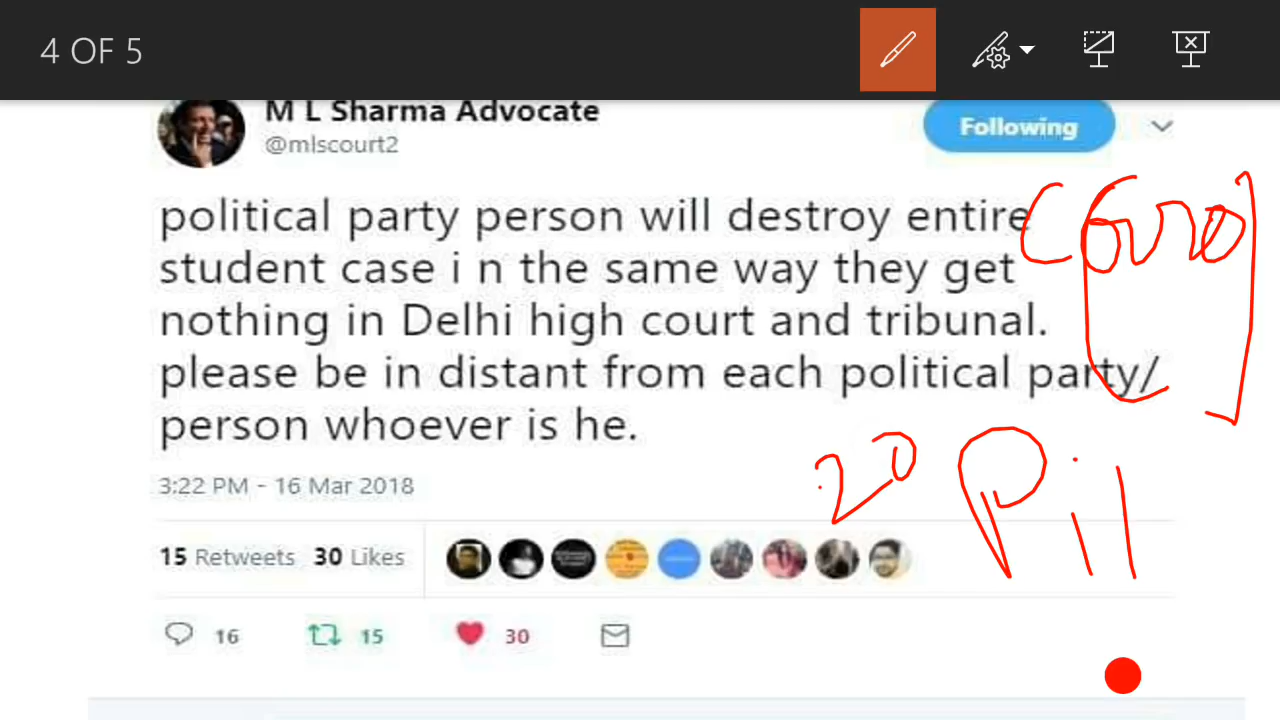 4 OF 5
M L Sharma Advocate
@mlscourt2
Following
political party person will destroy entire
student case i n the same way they get
nothing in Delhi high court and tribunal.
please be in distant from each political party/
person whoever is he.
20 Pil
3:22 PM - 16 Mar 2018
15 Retweets 30 Likes
16 15 30